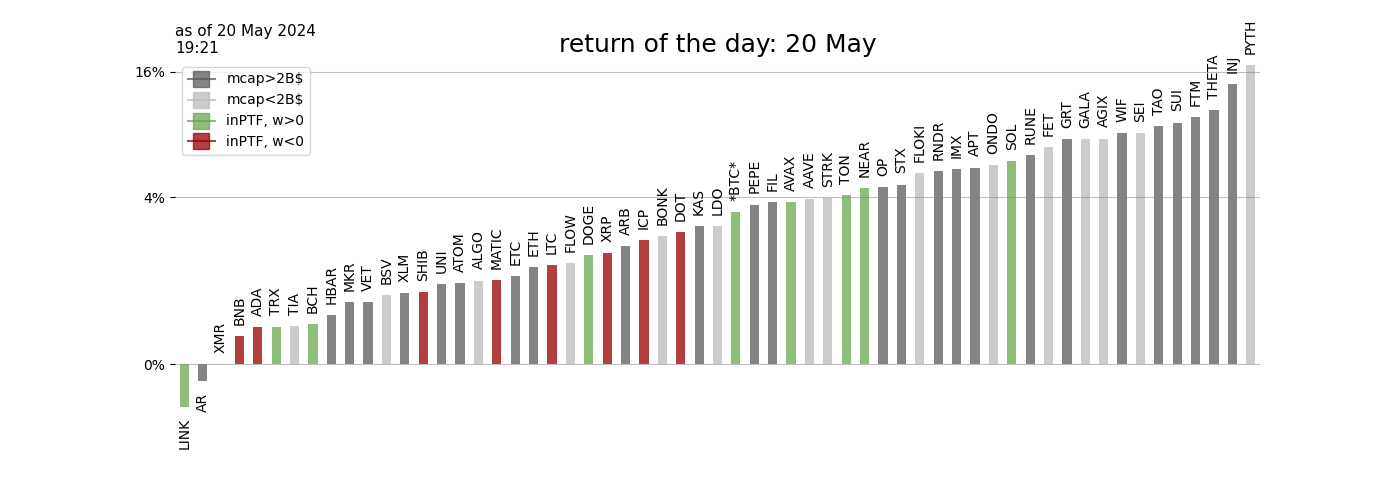 as of 20 May 2024
19:21
return of the day: 20 May
16%
4%
0%
mcap>2B$
mcap<2B$
inPTF, w>0
inPTF, w<0
LINK
AR
XMR
BNB
ADA
TRX
TIA
BCH
HBAR
MKR
VET
BSV
XLM
SHIB
UNI
ATOM
ALGO
MATIC
ETC
ETH
LTC
FLOW
DOGE
XRP
ARB
ICP
BONK
DOT
KAS
LDO
*BTC*
PEPE
FIL
AVAX
AAVE
STRK
TON
NEAR
OP
STX
FLOKI
RNDR
IMX
APT
ONDO
SOL
RUNE
FET
GRT
GALA
AGIX
WIF
SEI
TAO
SUI
FTM
THETA
INJ
PYTH